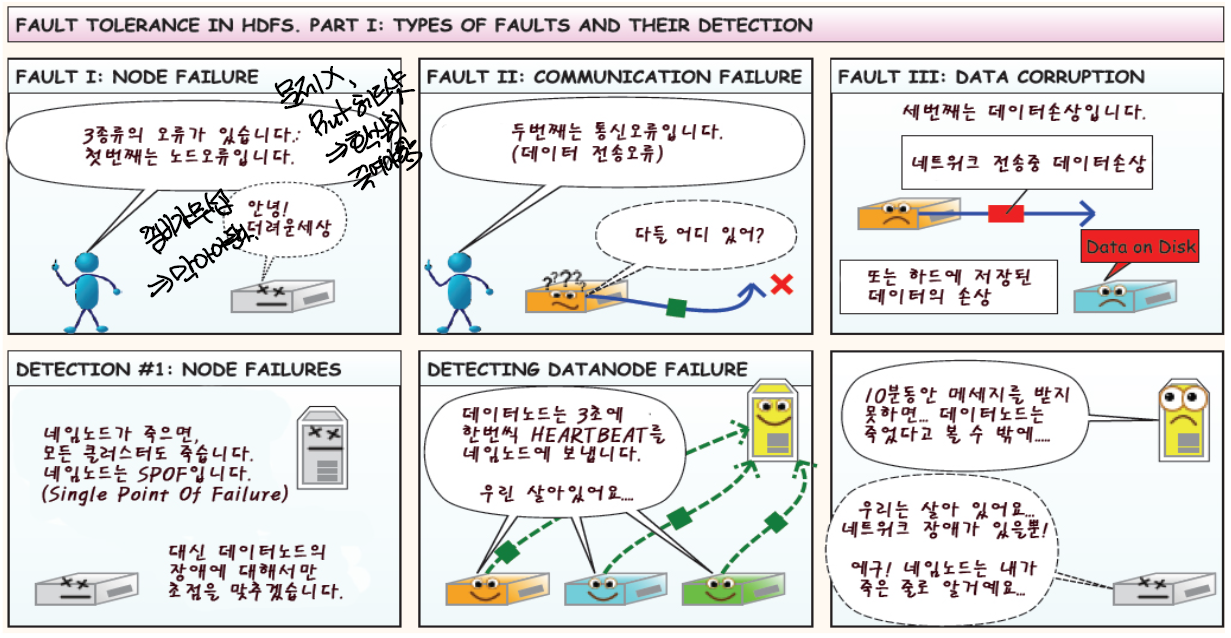 FAULT TOLERANCE IN HDFS. PART I: TYPES OF FAULTS AND THEIR DETECTION
FAULT I: NODE FAILURE
3종류의 오류가 있습니다.
첫번째는 노드오류입니다.
문제X,
But
⇒
안녕!
더려운세상
⇒ 막아야함.
FAULT II: COMMUNICATION FAILURE
두번째는 통신오류입니다.
(데이터 전송오류)
다들 어디 있어?
????
FAULT III: DATA CORRUPTION
세번째는 데이터손상입니다.
네트워크 전송중 데이터손상
Data on Disk
또는 하드에 저장된
데이터의 손상
DETECTION #1: NODE FAILURES
네임노드가 죽으면,
모든 클러스터도 죽습니다.
네임노드는 SPOF입니다.
(Single Point Of Failure)
대신 데이터노드의
장애에 대해서만
초점을 맞추겠습니다.
DETECTING DATANODE FAILURE
데이터노드는 3초에
한번씩 HEARTBEAT를
네임노드에 보냅니다.
우린 살아있어요....
10분동안 메세지를 받지
못하면... 데이터노드는
죽었다고 볼 수 밖에.....
우리는 살아 있어요...
네트워크 장애가 있을뿐!
에구! 네임노드는 내가
죽은 줄로 알거예요...